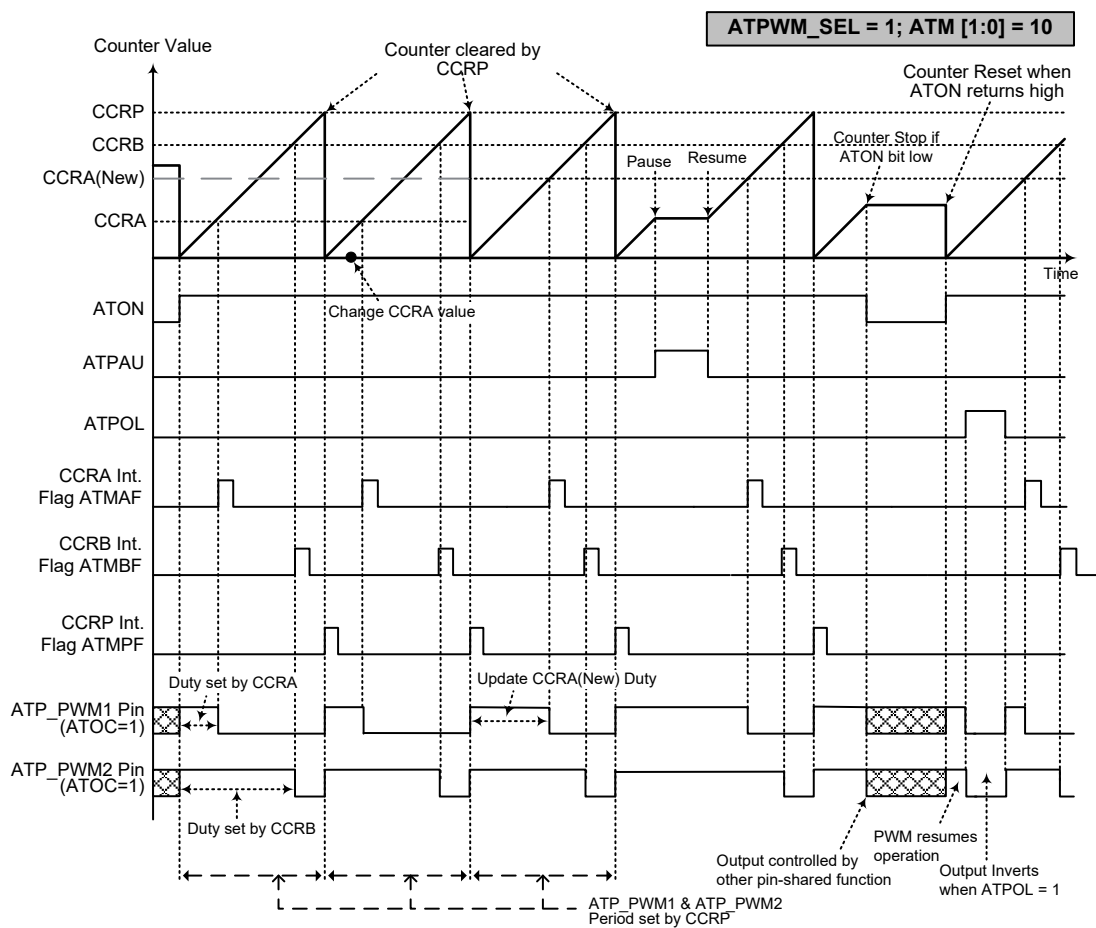 ATPWM_SEL = 1; ATM [1:0] = 10
Counter Value
Counter cleared by
CCRP
Counter Reset when
ATON returns high
CCRP
CCRB
CCRA(New)
CCRA
Pause
Resume
Counter Stop if
ATON bit low
Time
Change CCRA value
ATON
ATPAU
ATPOL
CCRA Int.
Flag ATMAF
CCRB Int.
Flag ATMBF
CCRP Int.
Flag ATMPF
Duty set by CCRA
Update CCRA(New) Duty
ATP_PWM1 Pin
(ATOC=1)
ATP_PWM2 Pin
(ATOC=1)
Duty set by CCRB
Output controlled by
other pin-shared function
PWM resumes
operation
Output Inverts
when ATPOL = 1
ATP_PWM1 & ATP_PWM2
Period set by CCRP